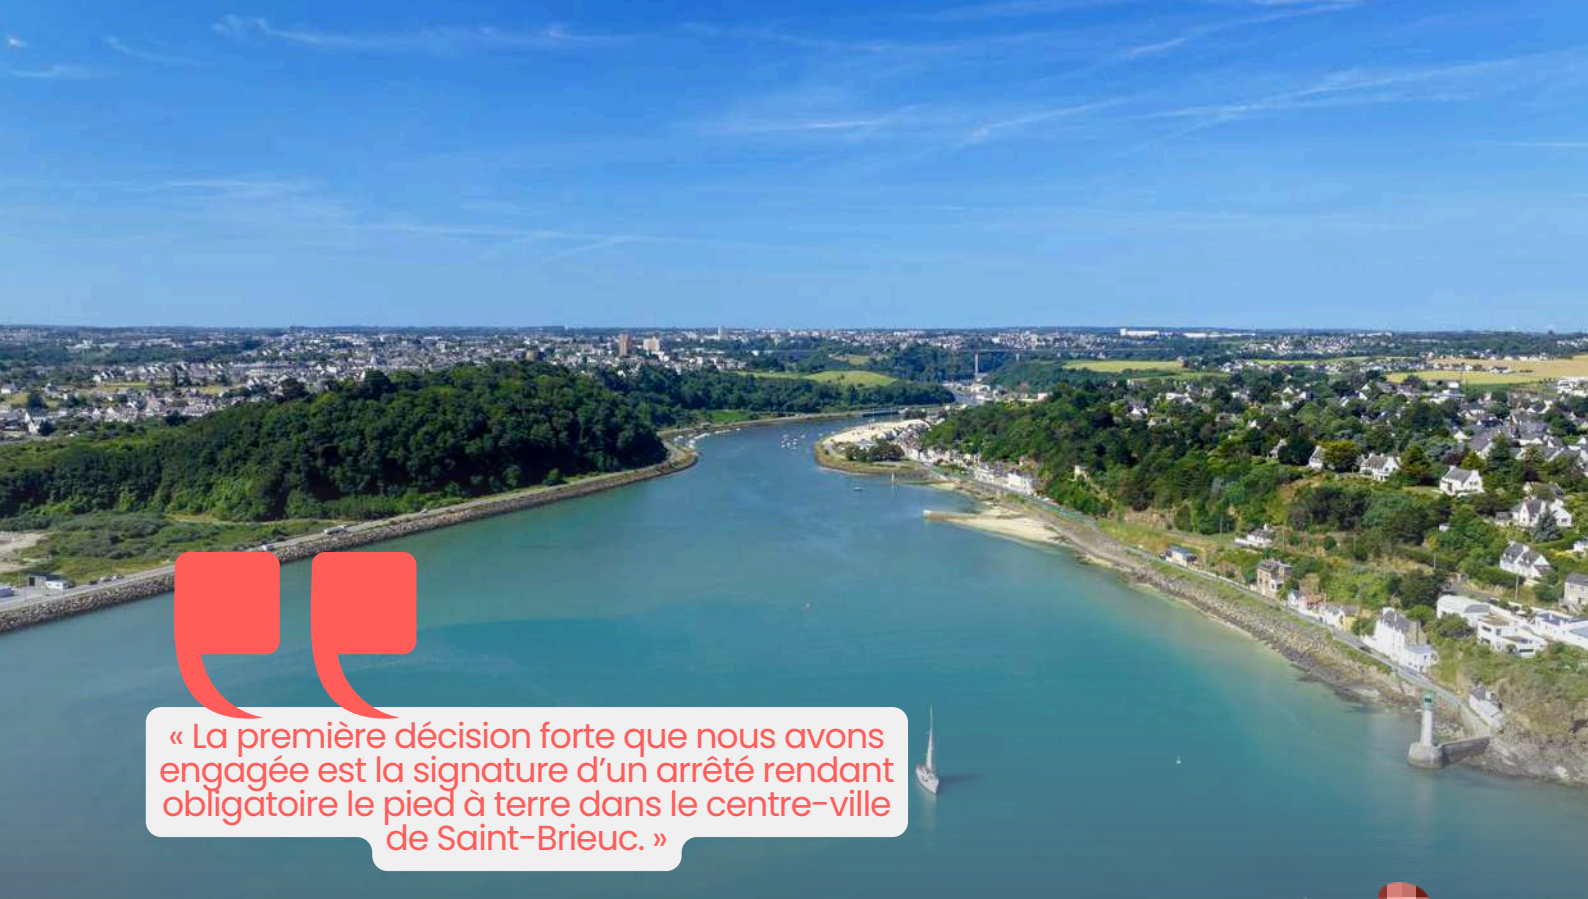 « La première décision forte que nous avons
engagée est la signature d’un arrêté rendant
obligatoire le pied à terre dans le centre-ville
de Saint-Brieuc. »